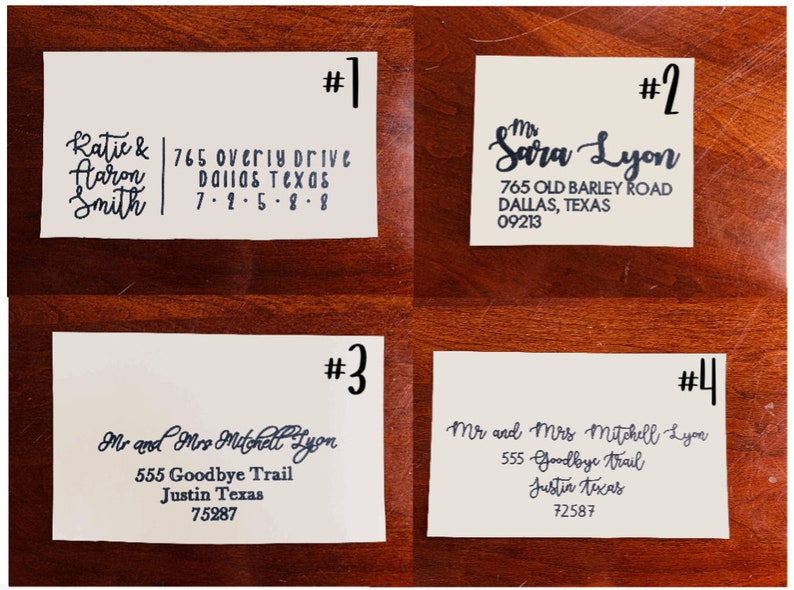 #1
Katie &
Aaron
Smith
765 Overly Drive
Dallas Texas
7 · 2 · 5 · 8 · 8
#2
Ms
Sara Lyon
765 OLD BARLEY ROAD
DALLAS, TEXAS
09213
#3
Mr and Mrs Mitchell Lyon
555 Goodbye Trail
Justin Texas
75287
#4
Mr and Mrs Mitchell Lyon
555 Goodbye Trail
Justin Texas
72587